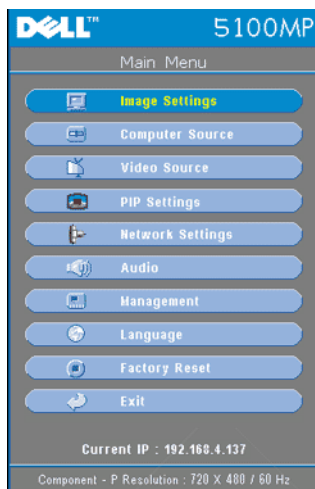 DELL™ 5100MP
Main Menu
Image Settings
Computer Source
Video Source
PIP Settings
Network Settings
Audio
Management
Language
Factory Reset
Exit
Current IP : 192.168.4.137
Component - P Resolution : 720 X 480 / 60 Hz